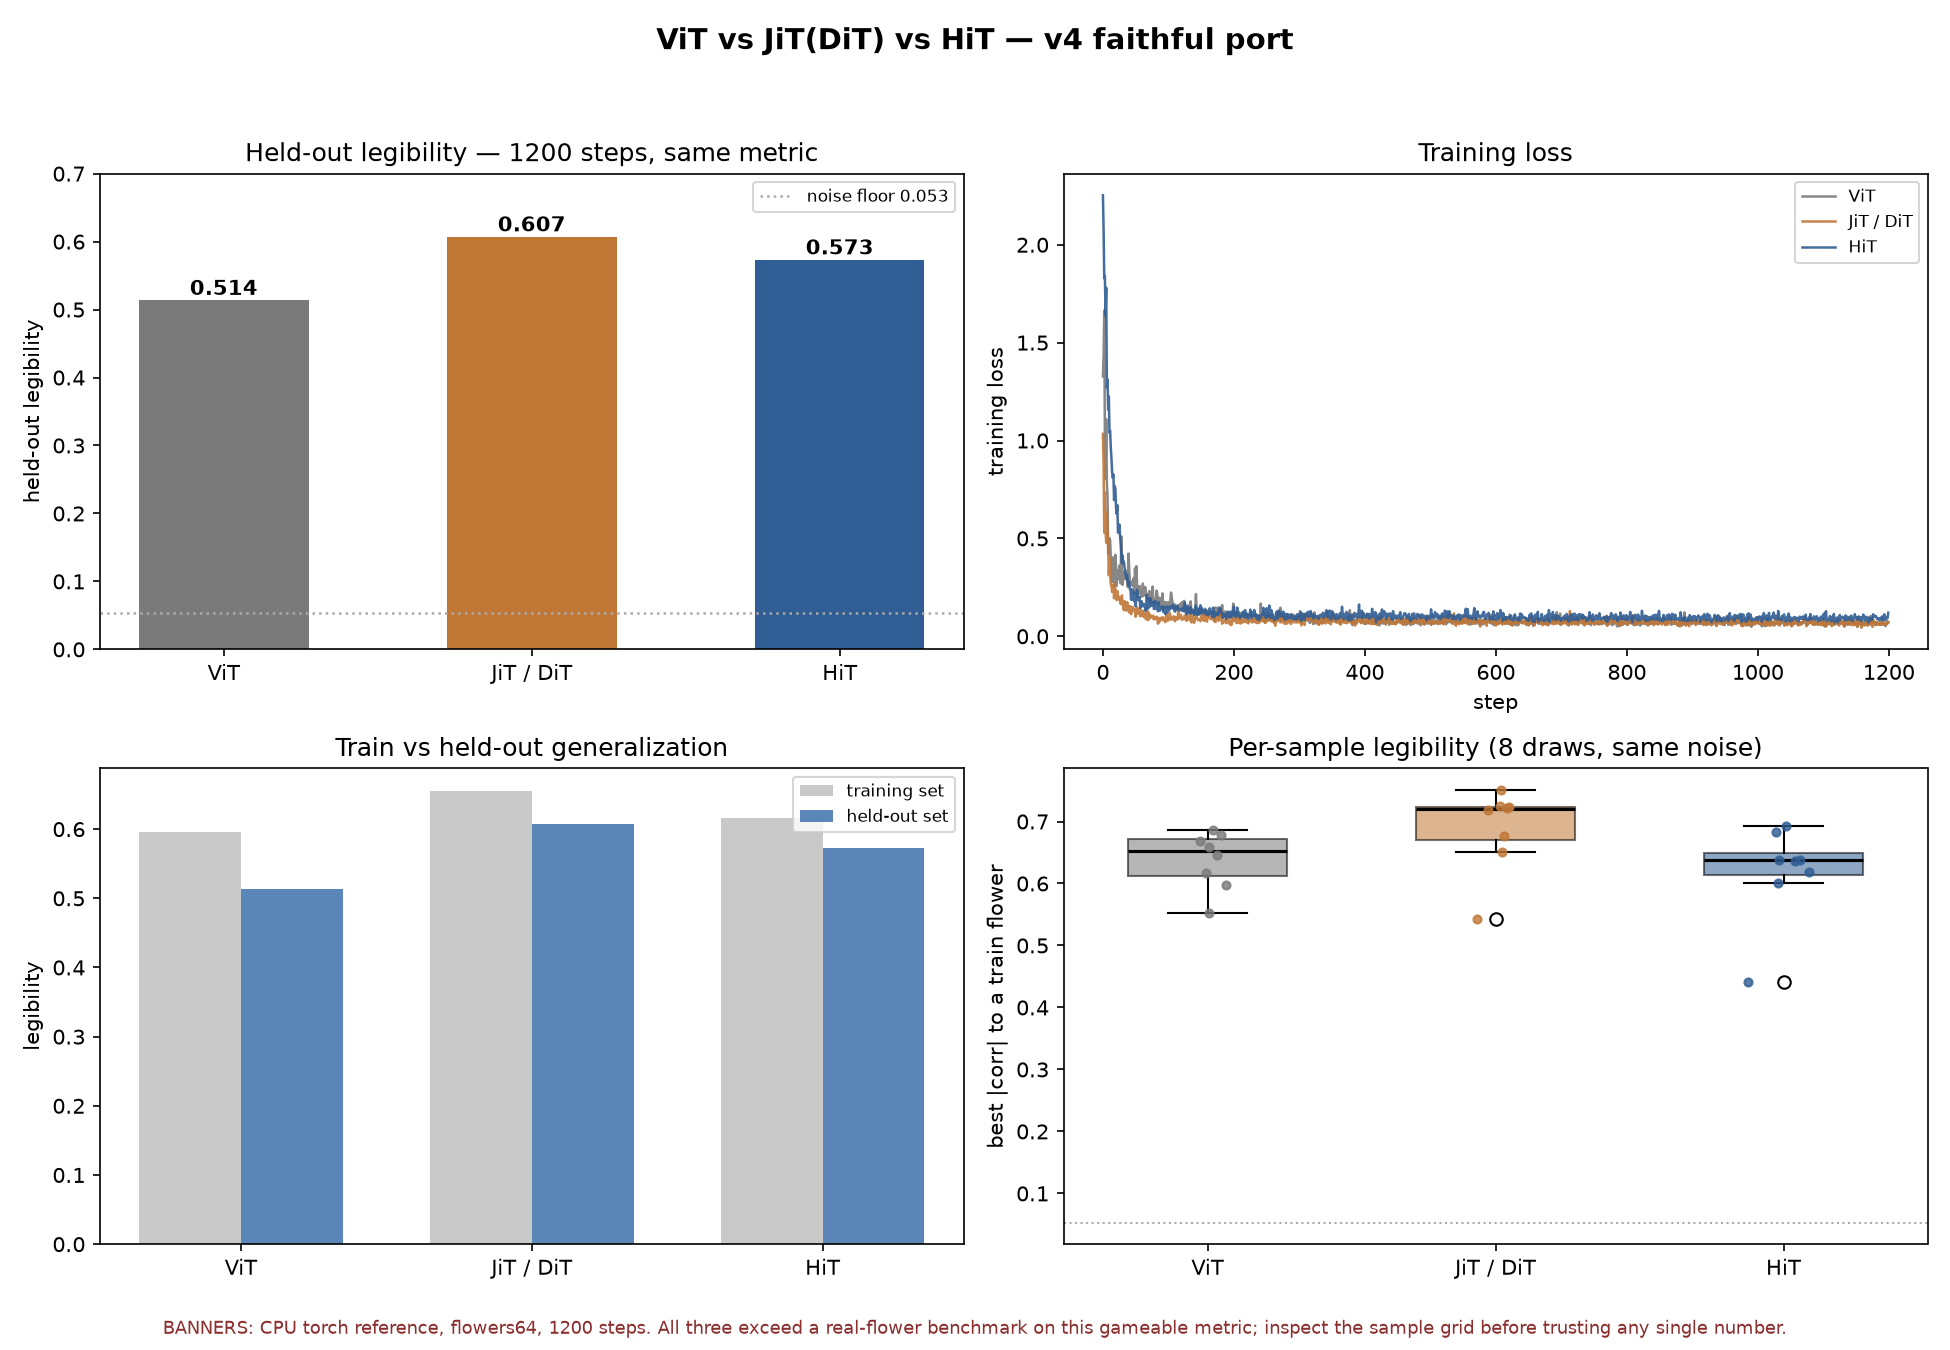 ViT vs JiT(DiT) vs HiT — v4 faithful port
Held-out legibility — 1200 steps, same metric
held-out legibility
0.7
0.6
0.5
0.4
0.3
0.2
0.1
0.0
noise floor 0.053
0.514
0.607
0.573
ViT
JiT / DiT
HiT
Training loss
training loss
2.0
1.5
1.0
0.5
0.0
ViT
JiT / DiT
HiT
0
200
400
600
800
1000
1200
step
Train vs held-out generalization
legibility
0.6
0.5
0.4
0.3
0.2
0.1
0.0
training set
held-out set
ViT
JiT / DiT
HiT
Per-sample legibility (8 draws, same noise)
best |corr| to a train flower
0.7
0.6
0.5
0.4
0.3
0.2
0.1
ViT
JiT / DiT
HiT
BANNERS: CPU torch reference, flowers64, 1200 steps. All three exceed a real-flower benchmark on this gameable metric; inspect the sample grid before trusting any single number.